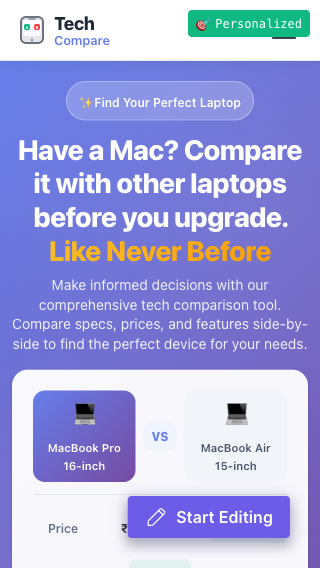 Tech
Compare
🎯 Personalized
✨Find Your Perfect Laptop
Have a Mac? Compare
it with other laptops
before you upgrade.
Like Never Before
Make informed decisions with our
comprehensive tech comparison tool.
Compare specs, prices, and features side-by-
side to find the perfect device for your needs.
MacBook Pro
16-inch
VS
MacBook Air
15-inch
Price
₹
Start Editing